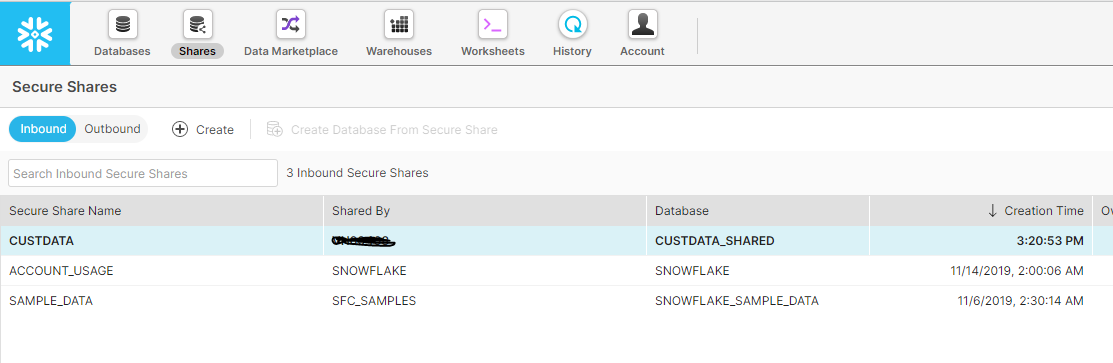 Databases Shares Data Marketplace Warehouses Worksheets History Account
Secure Shares
Inbound Outbound Create Create Database From Secure Share
Search Inbound Secure Shares 3 Inbound Secure Shares
Secure Share Name Shared By Database ↓ Creation Time
CUSTDATA CUSTDATA_SHARED 3:20:53 PM
ACCOUNT_USAGE SNOWFLAKE SNOWFLAKE 11/14/2019, 2:00:06 AM
SAMPLE_DATA SFC_SAMPLES SNOWFLAKE_SAMPLE_DATA 11/6/2019, 2:30:14 AM